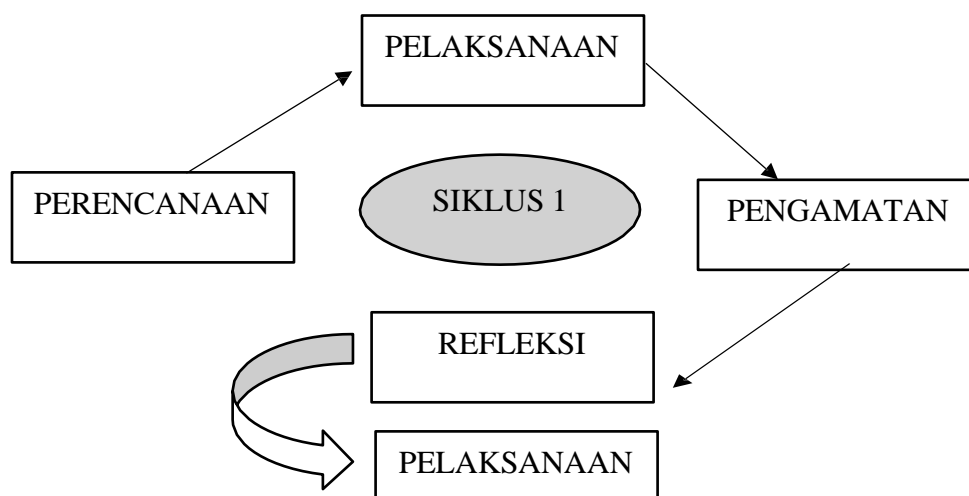 PELAKSANAAN
PERENCANAAN
SIKLUS 1
PENGAMATAN
REFLEKSI
PELAKSANAAN